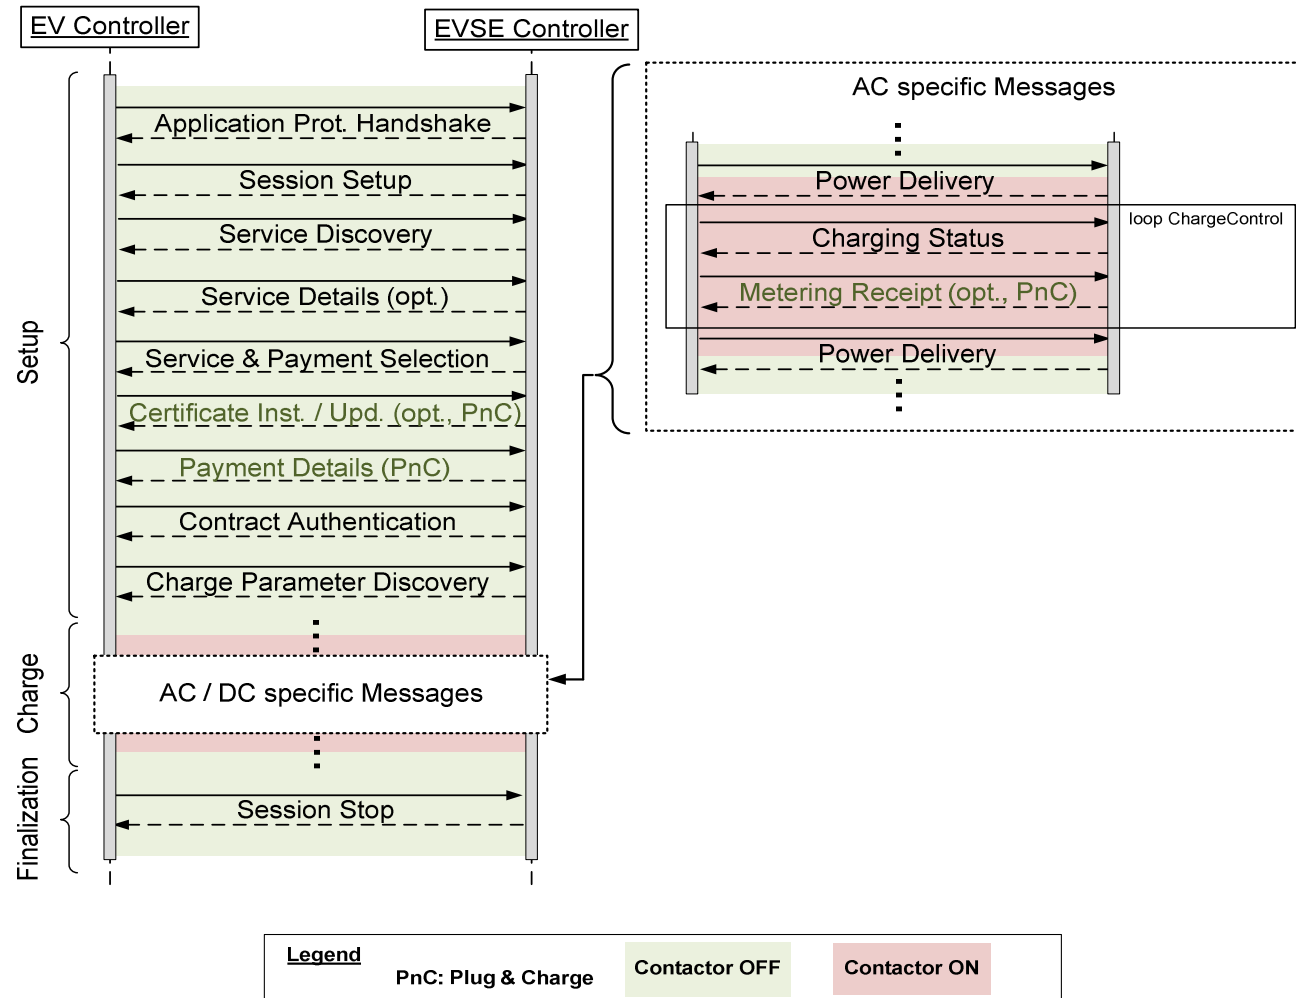 EV Controller
EVSE Controller
Setup
Application Prot. Handshake
Session Setup
Service Discovery
Service Details (opt.)
Service & Payment Selection
Certificate Inst. / Upd. (opt., PnC)
Payment Details (PnC)
Contract Authentication
Charge Parameter Discovery
Charge
AC / DC specific Messages
Finalization
Session Stop
AC specific Messages
Power Delivery
loop ChargeControl
Charging Status
Metering Receipt (opt., PnC)
Power Delivery
Legend
PnC: Plug & Charge
Contactor OFF
Contactor ON